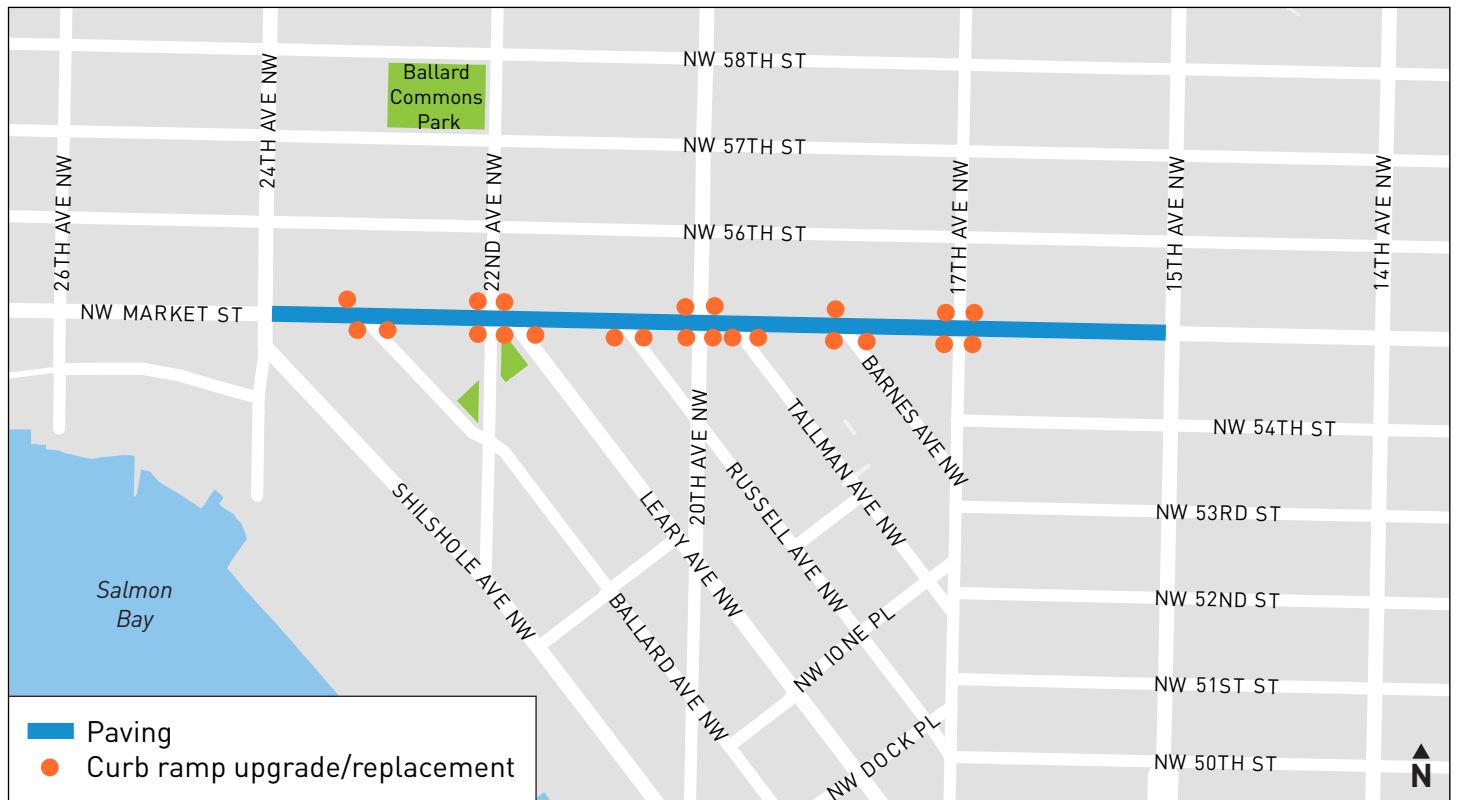 NW 58TH ST
Ballard
Commons
Park
24TH AVE NW
NW 57TH ST
26TH AVE NW
22ND AVE NW
17TH AVE NW
15TH AVE NW
14TH AVE NW
NW 56TH ST
NW MARKET ST
BARNES AVE NW
20TH AVE NW
TALLMAN AVE NW
NW 54TH ST
RUSSELL AVE NW
SHILSHOLE AVE NW
LEARY AVE NW
NW 53RD ST
Salmon
Bay
BALLARD AVE NW
NW 52ND ST
NW IONE PL
NW 51ST ST
NW DOCK PL
NW 50TH ST
Paving
Curb ramp upgrade/replacement
N